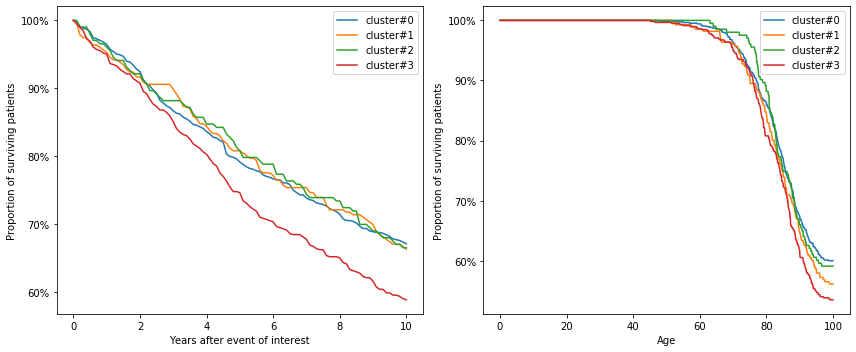 100%
90%
80%
70%
60%
Proportion of surviving patients
0
2
4
6
8
10
Years after event of interest
cluster#0
cluster#1
cluster#2
cluster#3
100%
90%
80%
70%
60%
Proportion of surviving patients
0
20
40
60
80
100
Age
cluster#0
cluster#1
cluster#2
cluster#3